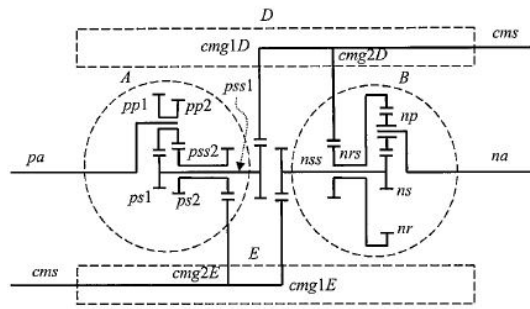 D
cms
cmg1D
cmg2D
A
pss1
B
pp1
pp2
np
pa
pss2
nss
nrs
na
ps1
ps2
ns
nr
E
cms
cmg2E
cmg1E